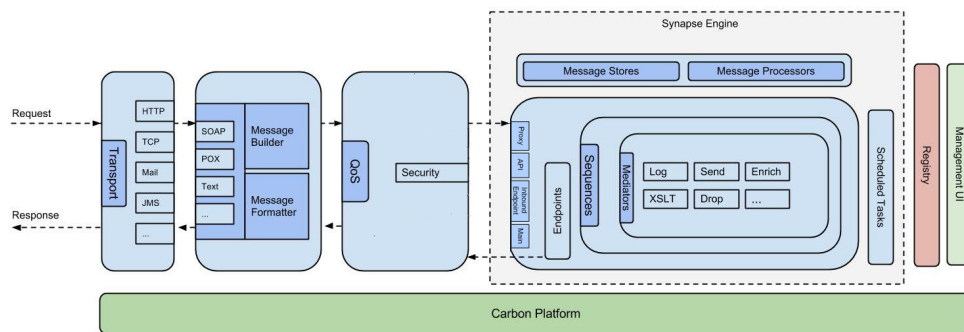 Synapse Engine
Message Stores
Message Processors
Request
Response
Transport
HTTP
TCP
Mail
JMS
...
SOAP
POX
Text
...
Message
Builder
Message
Formatter
QoS
Security
Proxy
API
Inbound
Endpoint
Main
Endpoints
Sequences
Mediators
Log
Send
Enrich
XSLT
Drop
...
Scheduled Tasks
Registry
Management UI
Carbon Platform